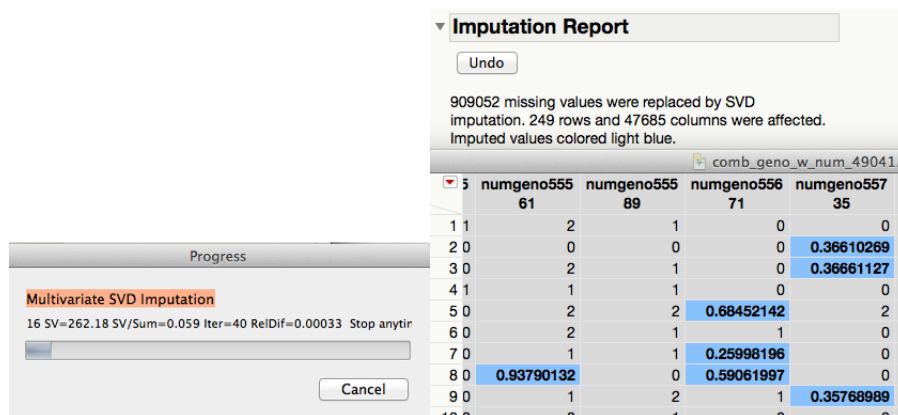 Progress
Multivariate SVD Imputation
16 SV=262.18 SV/Sum=0.059 Iter=40 RelDif=0.00033 Stop anytir
Cancel
Imputation Report
Undo
909052 missing values were replaced by SVD
imputation. 249 rows and 47685 columns were affected.
Imputed values colored light blue.
comb_geno_w_num_49041.
5 numgeno555 numgeno555 numgeno556 numgeno557
61 89 71 35
1 1 2 1 0 0
2 0 0 0 0 0.36610269
3 0 2 1 0 0.36661127
4 1 1 1 0 0
5 0 2 2 0.68452142 2
6 0 2 1 1 0
7 0 1 1 0.25998196 0
8 0 0.93790132 0 0.59061997 0
9 0 1 2 1 0.35768989